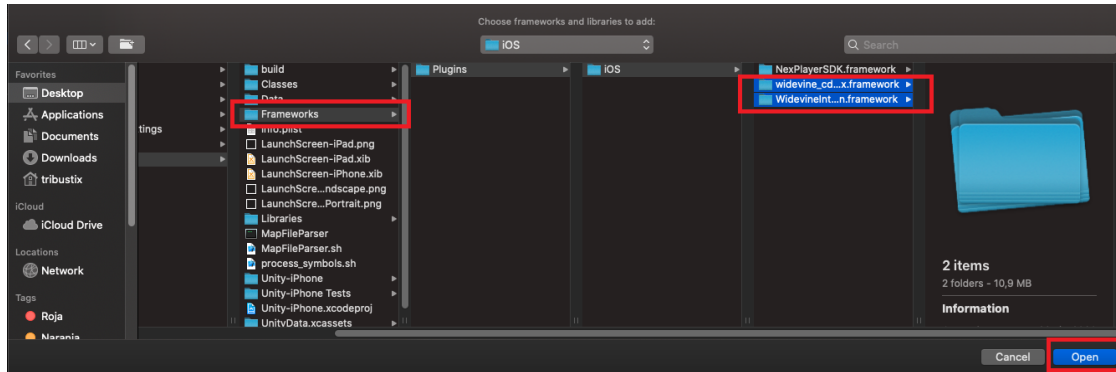 Choose frameworks and libraries to add:
iOS
Search
Favorites
Desktop
Applications
Documents
Downloads
tribustix
iCloud
iCloud Drive
Locations
Network
Tags
Roja
Narania
tings
build
Classes
Data
Frameworks
Info.plist
LaunchScreen-iPad.png
LaunchScreen-iPad.xib
LaunchScreen-iPhone.xib
LaunchScre...ndscape.png
LaunchScre...Portrait.png
Libraries
MapFileParser
MapFileParser.sh
process_symbols.sh
Unity-iPhone
Unity-iPhone Tests
Unity-iPhone.xcodeproj
UnityData.xcassets
Plugins
iOS
NexPlayerSDK.framework
widevine_cd...x.framework
WidevineInt...n.framework
2 items
2 folders - 10,9 MB
Information
Cancel
Open